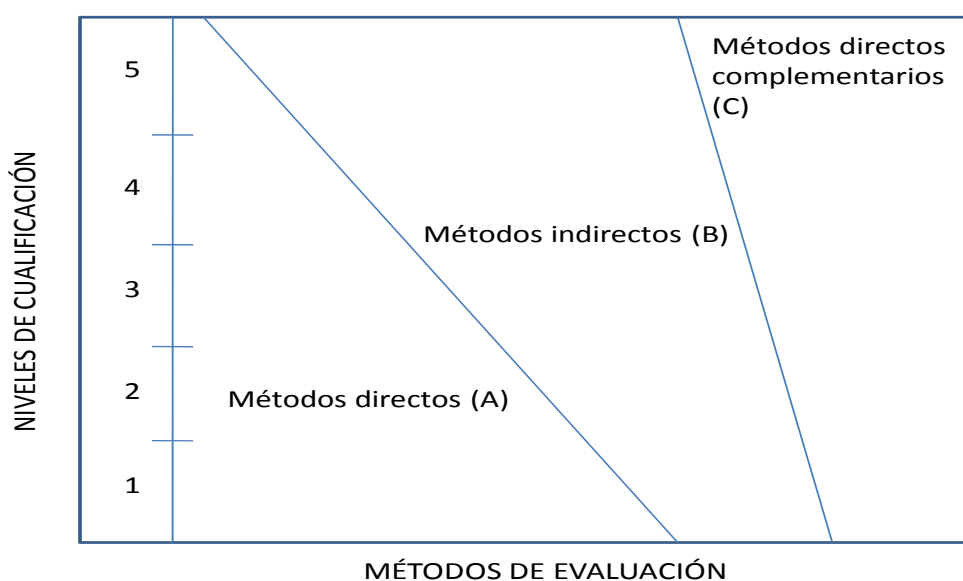 NIVELES DE CUALIFICACIÓN
5
4
3
2
1
Métodos directos
complementarios
(C)
Métodos indirectos (B)
Métodos directos (A)
MÉTODOS DE EVALUACIÓN